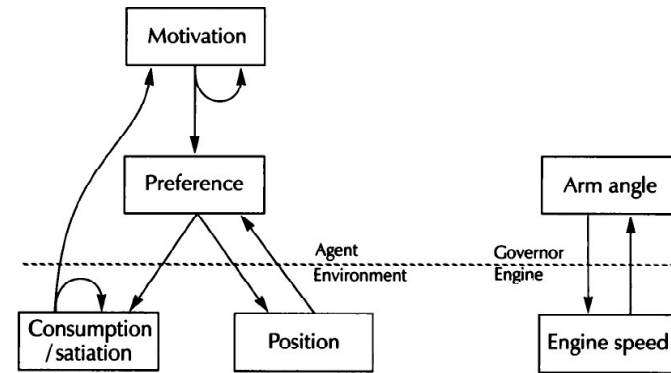 Motivation
Preference
Arm angle
Agent
Environment
Governor
Engine
Consumption
/satiation
Position
Engine speed